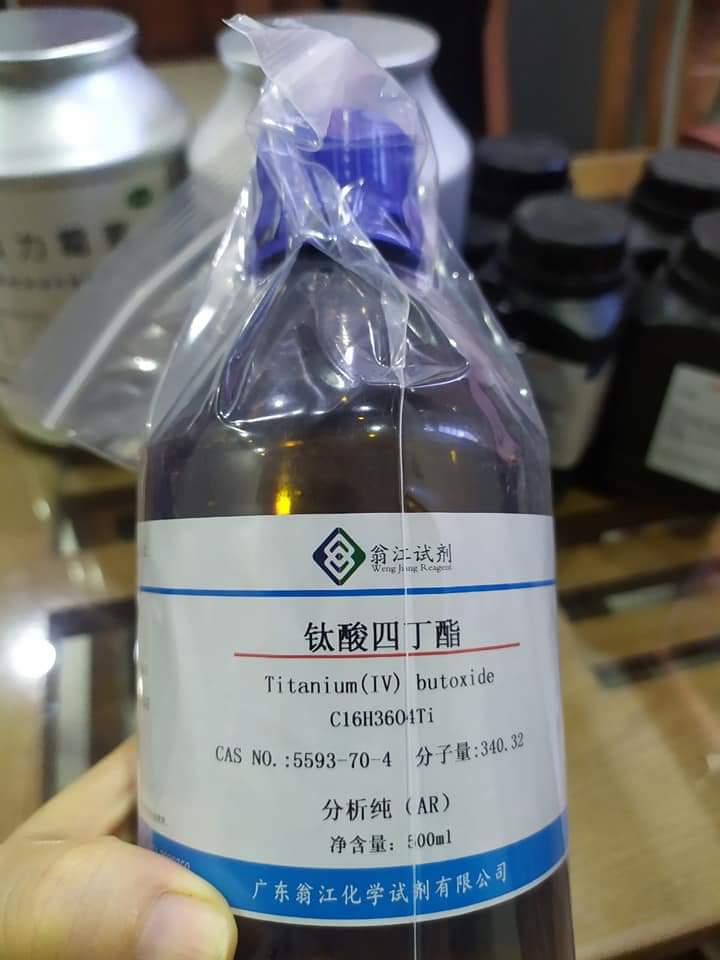 力霸
翁江试剂
Weng Jiang Reagent
钛酸四丁酯
Titanium(IV) butoxide
C16H36O4Ti
CAS NO.:5593-70-4 分子量:340.32
分析纯（AR）
净含量：500ml
广东翁江化学试剂有限公司